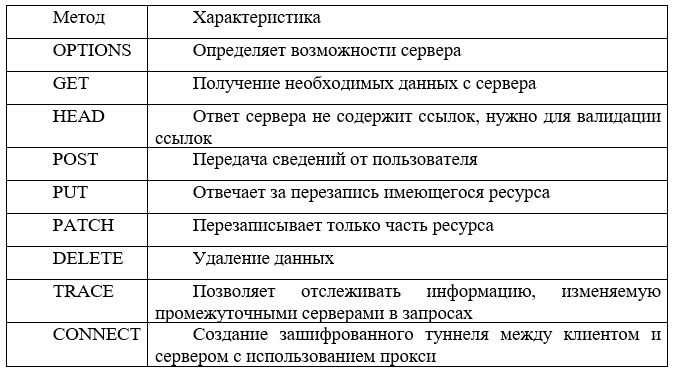 Метод Характеристика
OPTIONS Определяет возможности сервера
GET Получение необходимых данных с сервера
HEAD Ответ сервера не содержит ссылок, нужно для валидации
ссылок
POST Передача сведений от пользователя
PUT Отвечает за перезапись имеющегося ресурса
PATCH Перезаписывает только часть ресурса
DELETE Удаление данных
TRACE Позволяет отслеживать информацию, изменяемую
промежуточными серверами в запросах
CONNECT Создание зашифрованного туннеля между клиентом и
сервером с использованием прокси